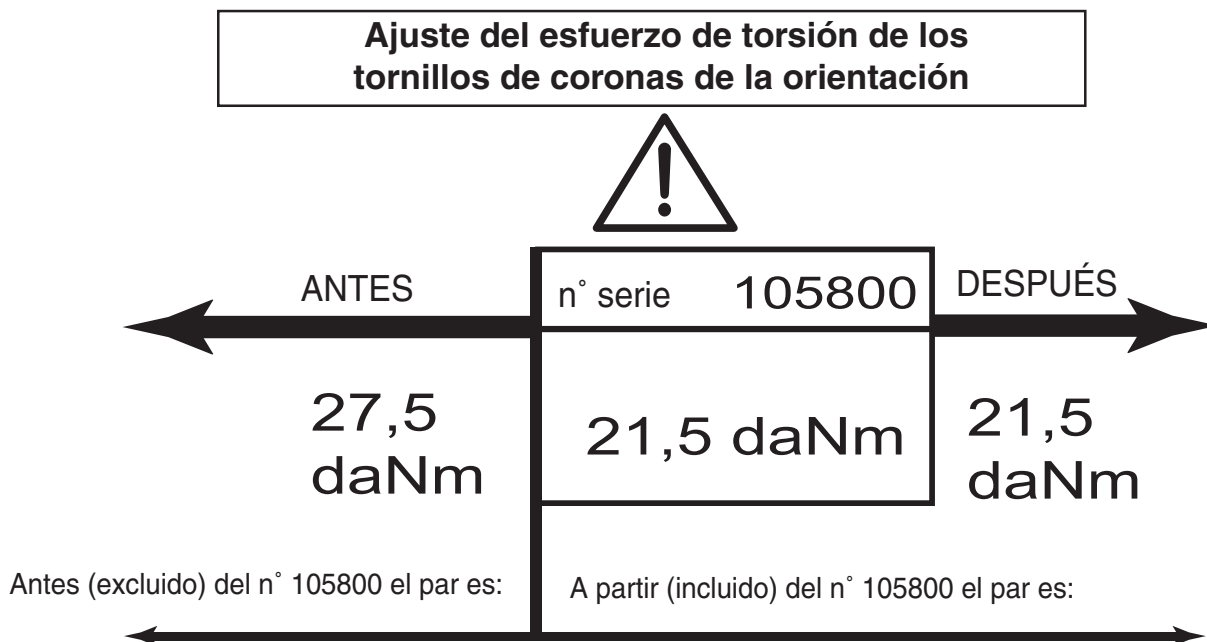 Ajuste del esfuerzo de torsión de los
tornillos de coronas de la orientación
ANTES
n° serie 105800
DESPUÉS
27,5
daNm
21,5 daNm
21,5
daNm
Antes (excluido) del n° 105800 el par es:
A partir (incluido) del n° 105800 el par es: